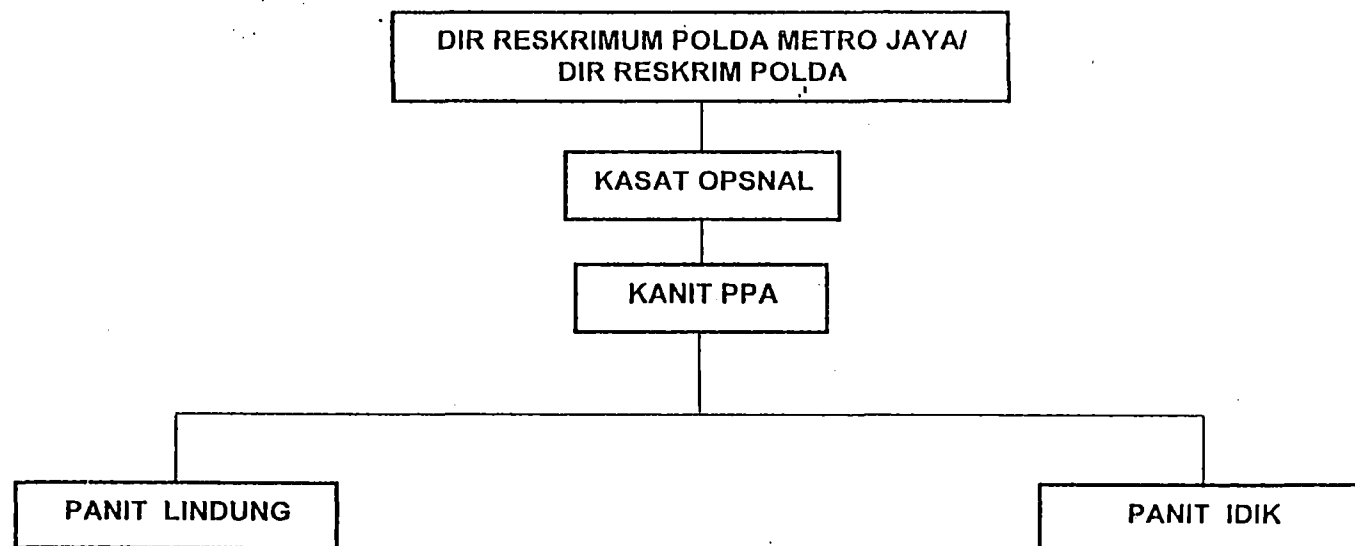 DIR RESKRIMUM POLDA METRO JAYA/
DIR RESKRIM POLDA
KASAT OPSNAL
KANIT PPA
PANIT LINDUNG
PANIT IDIK